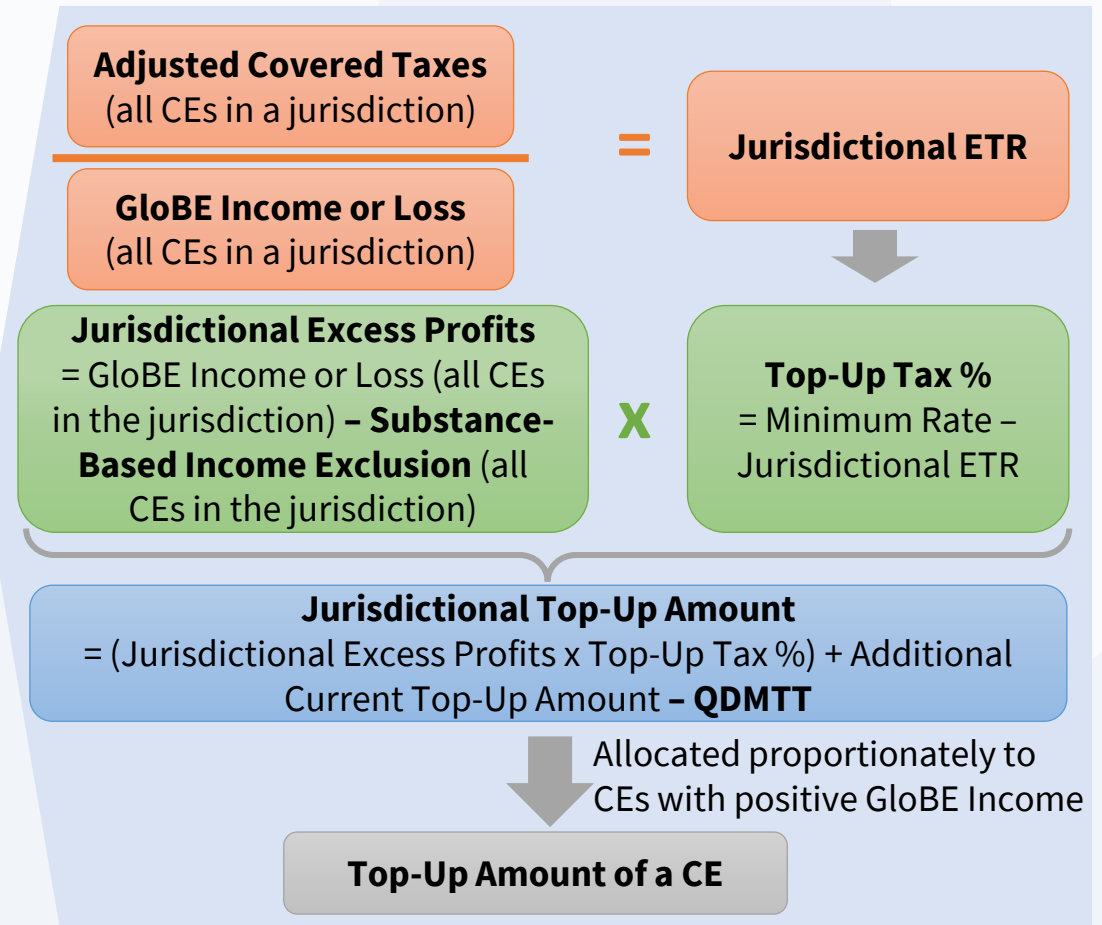 Adjusted Covered Taxes
(all CEs in a jurisdiction)
=
Jurisdictional ETR
GloBE Income or Loss
(all CEs in a jurisdiction)
Jurisdictional Excess Profits
= GloBE Income or Loss (all CEs
in the jurisdiction) – Substance-
Based Income Exclusion (all
CEs in the jurisdiction)
x
Top-Up Tax %
= Minimum Rate –
Jurisdictional ETR
Jurisdictional Top-Up Amount
= (Jurisdictional Excess Profits x Top-Up Tax %) + Additional
Current Top-Up Amount – QDMTT
Allocated proportionately to
CEs with positive GloBE Income
Top-Up Amount of a CE